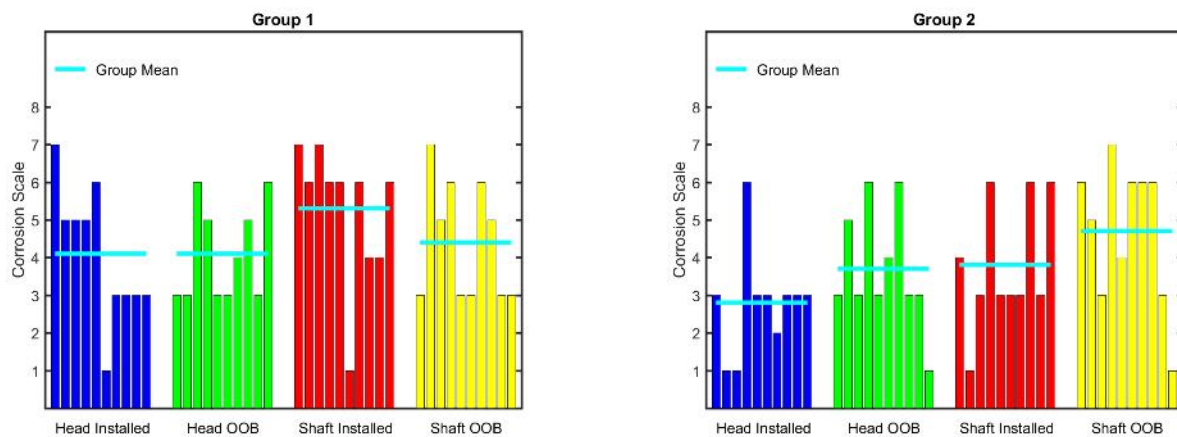 Group 1
Group Mean
8
7
6
5
4
3
2
1
Corrosion Scale
Head Installed
Head OOB
Shaft Installed
Shaft OOB
Group 2
Group Mean
8
7
6
5
4
3
2
1
Corrosion Scale
Head Installed
Head OOB
Shaft Installed
Shaft OOB